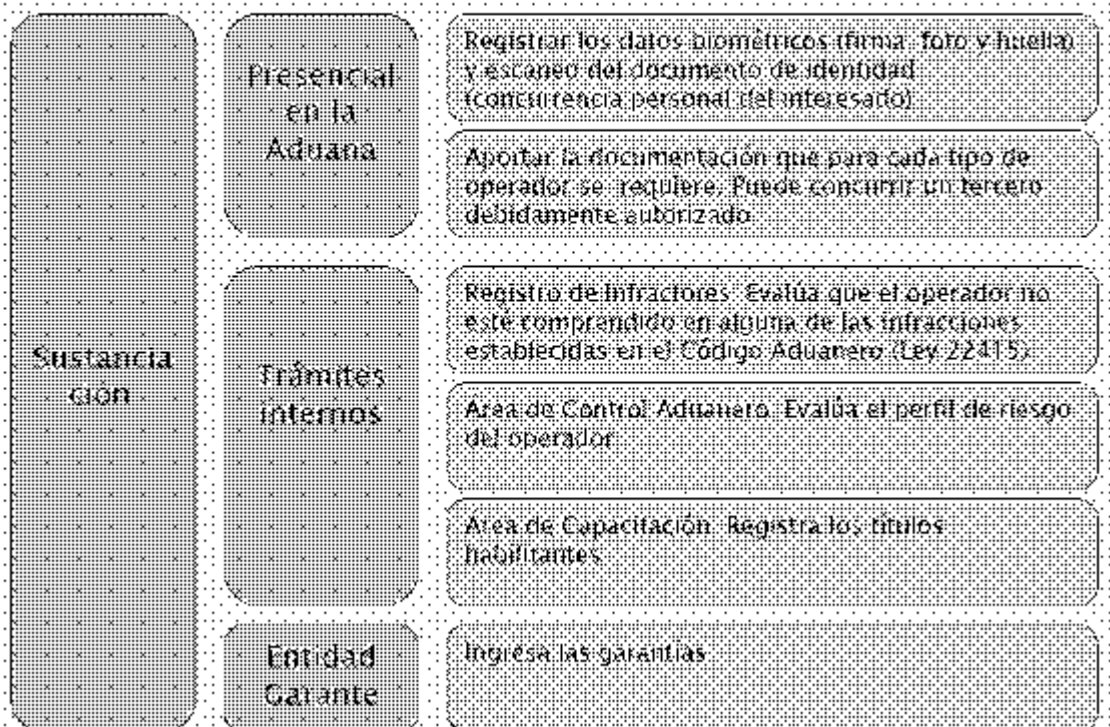 Sustancia
ción
Presencial
en la
Aduana
Registrar los datos biométricos (firma, foto y huella)
y escaneo del documento de identidad
(concurrencia personal del interesado)
Aportar la documentación que para cada tipo de
operador se requiere. Puede concurrir un tercero
debidamente autorizado
Trámites
internos
Registro de Infractores. Evalúa que el operador no
esté comprendido en alguna de las infracciones
establecidas en el Código Aduanero (Ley 22415)
Area de Control Aduanero. Evalúa el perfil de riesgo
del operador
Area de Capacitación. Registra los títulos
habilitantes
Entidad
Garante
Ingresa las garantías